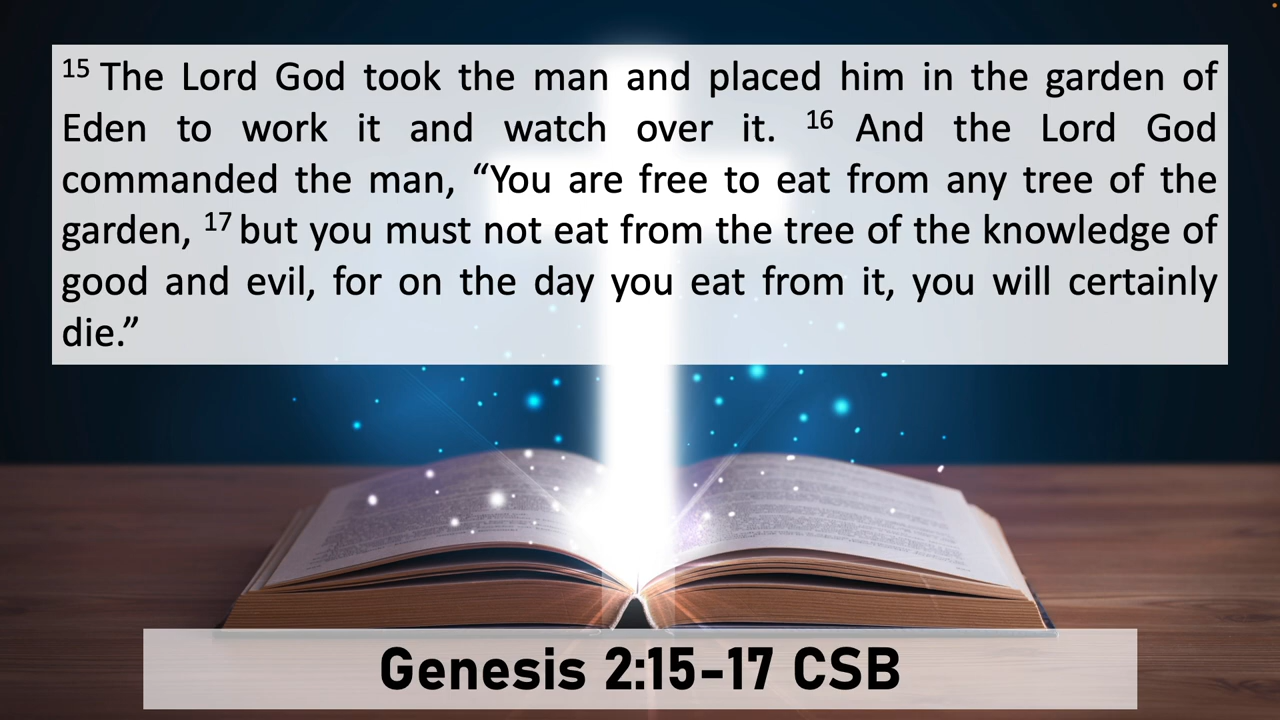 15 The Lord God took the man and placed him in the garden of
Eden to work it and watch over it. 16 And the Lord God
commanded the man, “You are free to eat from any tree of the
garden, 17 but you must not eat from the tree of the knowledge of
good and evil, for on the day you eat from it, you will certainly
die.”
Genesis 2:15-17 CSB